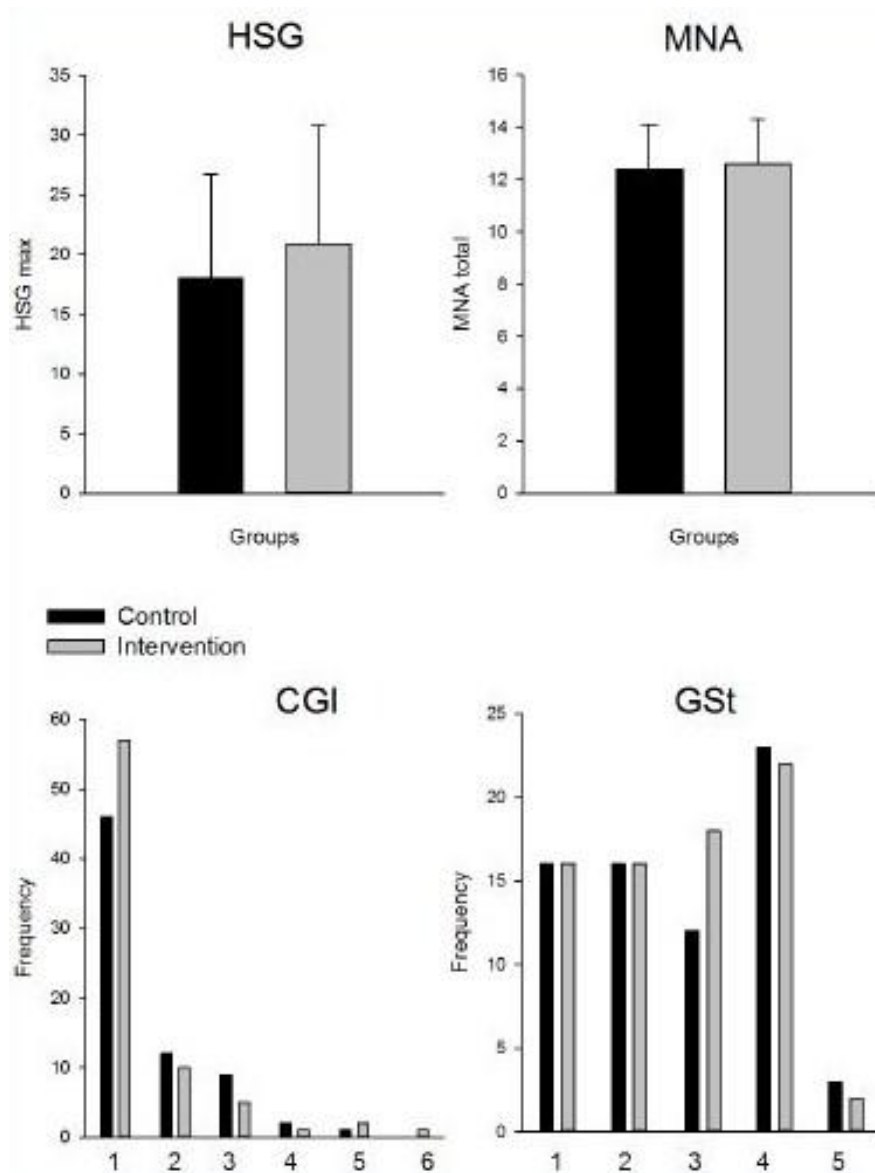 HSG
MNA
35
30
25
20
15
10
5
0
HSG max
Groups
16
14
12
10
8
6
4
2
0
MNA total
Groups
Control
Intervention
CGI
GSt
60
50
40
30
20
10
0
Frequency
1 2 3 4 5 6
25
20
15
10
5
0
Frequency
1 2 3 4 5